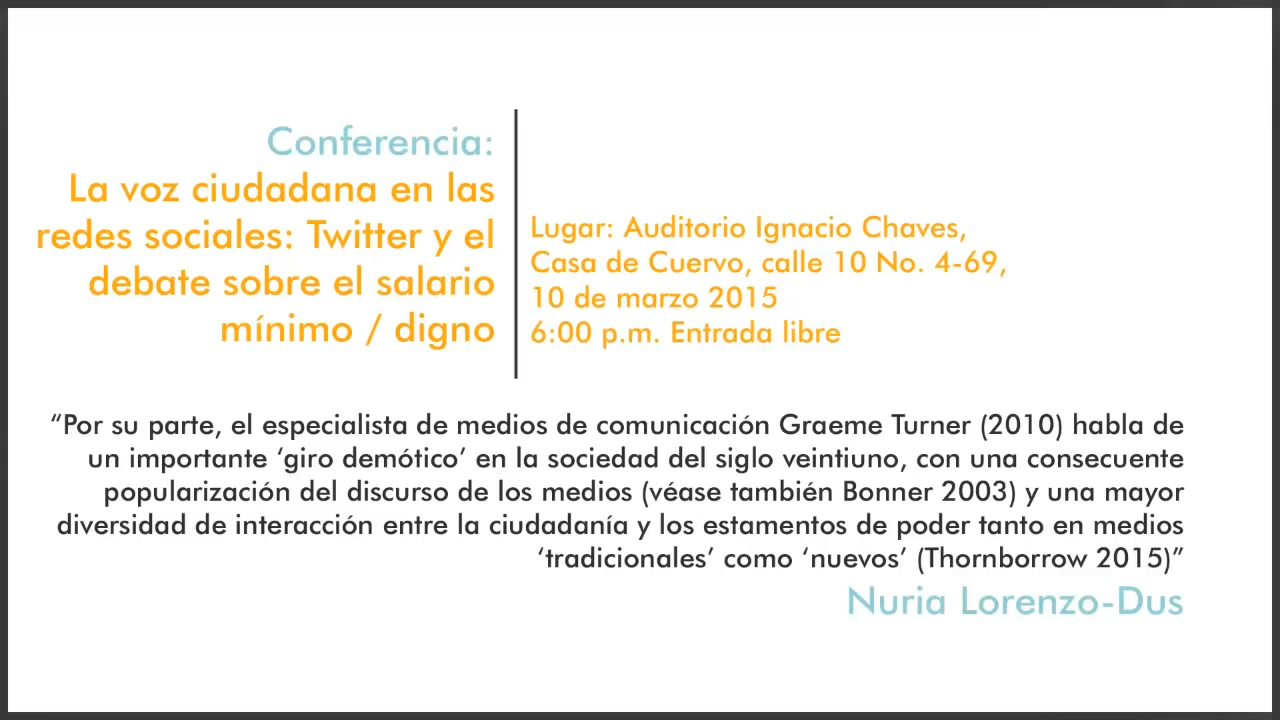 Conferencia:
La voz ciudadana en las
redes sociales: Twitter y el
debate sobre el salario
mínimo / digno
Lugar: Auditorio Ignacio Chaves,
Casa de Cuervo, calle 10 No. 4-69,
10 de marzo 2015
6:00 p.m. Entrada libre
“Por su parte, el especialista de medios de comunicación Graeme Turner (2010) habla de
un importante ‘giro demótico’ en la sociedad del siglo veintiuno, con una consecuente
popularización del discurso de los medios (véase también Bonner 2003) y una mayor
diversidad de interacción entre la ciudadanía y los estamentos de poder tanto en medios
‘tradicionales’ como ‘nuevos’ (Thornborrow 2015)”
Nuria Lorenzo-Dus